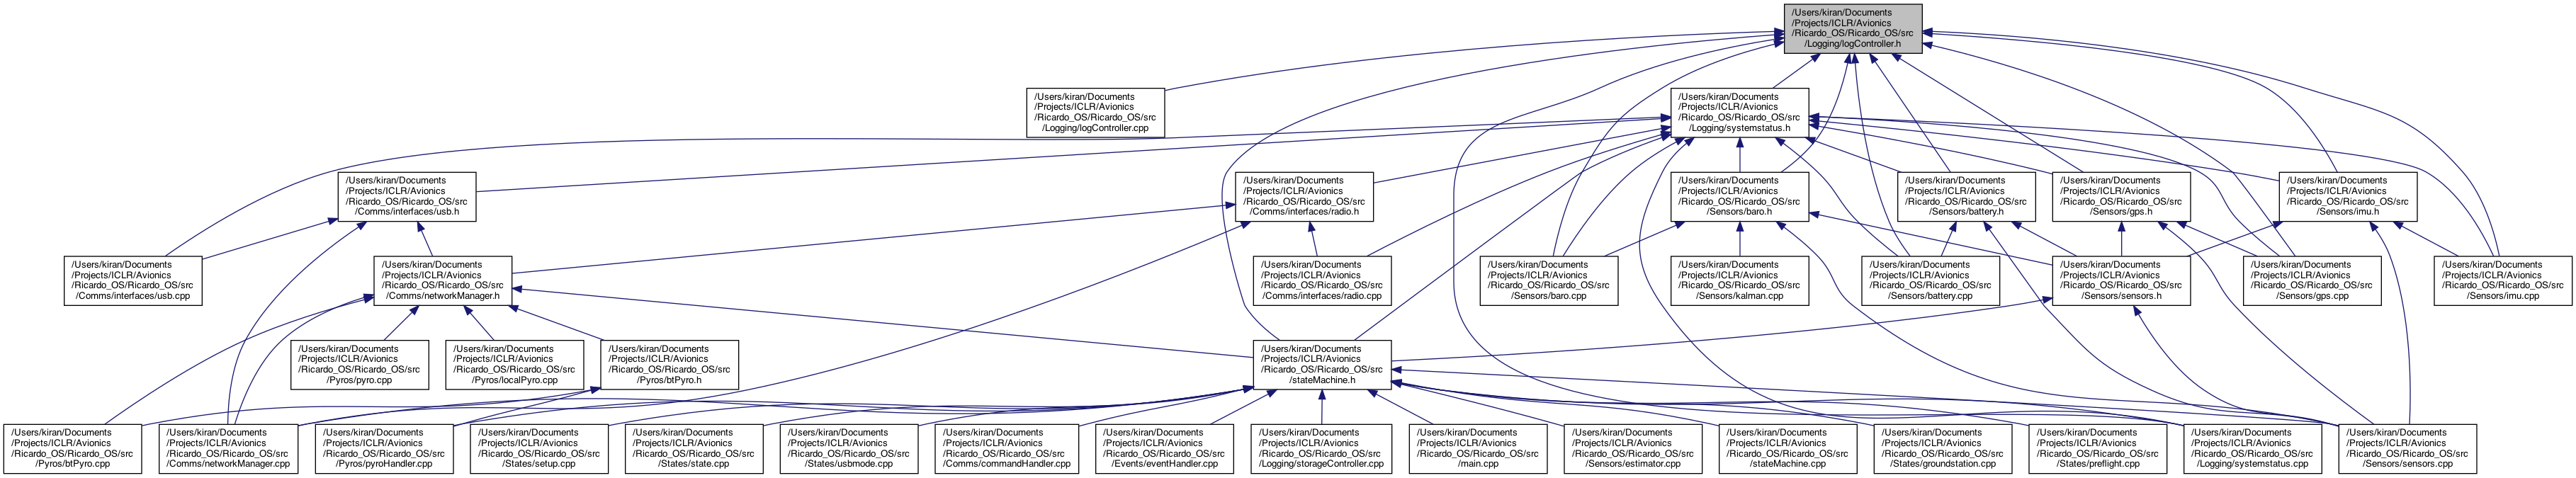 /Users/kiran/Documents
/Projects/ICLR/Avionics
/Ricardo_OS/Ricardo_OS/src
/Logging/logController.h
/Users/kiran/Documents
/Projects/ICLR/Avionics
/Ricardo_OS/Ricardo_OS/src
/Logging/logController.cpp
/Users/kiran/Documents
/Projects/ICLR/Avionics
/Ricardo_OS/Ricardo_OS/src
/Logging/systemstatus.h
/Users/kiran/Documents
/Projects/ICLR/Avionics
/Ricardo_OS/Ricardo_OS/src
/Comms/interfaces/usb.h
/Users/kiran/Documents
/Projects/ICLR/Avionics
/Ricardo_OS/Ricardo_OS/src
/Comms/interfaces/radio.h
/Users/kiran/Documents
/Projects/ICLR/Avionics
/Ricardo_OS/Ricardo_OS/src
/Sensors/baro.h
/Users/kiran/Documents
/Projects/ICLR/Avionics
/Ricardo_OS/Ricardo_OS/src
/Sensors/battery.h
/Users/kiran/Documents
/Projects/ICLR/Avionics
/Ricardo_OS/Ricardo_OS/src
/Sensors/gps.h
/Users/kiran/Documents
/Projects/ICLR/Avionics
/Ricardo_OS/Ricardo_OS/src
/Sensors/imu.h
/Users/kiran/Documents
/Projects/ICLR/Avionics
/Ricardo_OS/Ricardo_OS/src
/Comms/interfaces/usb.cpp
/Users/kiran/Documents
/Projects/ICLR/Avionics
/Ricardo_OS/Ricardo_OS/src
/Comms/networkManager.h
/Users/kiran/Documents
/Projects/ICLR/Avionics
/Ricardo_OS/Ricardo_OS/src
/Comms/interfaces/radio.cpp
/Users/kiran/Documents
/Projects/ICLR/Avionics
/Ricardo_OS/Ricardo_OS/src
/Sensors/baro.cpp
/Users/kiran/Documents
/Projects/ICLR/Avionics
/Ricardo_OS/Ricardo_OS/src
/Sensors/kalman.cpp
/Users/kiran/Documents
/Projects/ICLR/Avionics
/Ricardo_OS/Ricardo_OS/src
/Sensors/battery.cpp
/Users/kiran/Documents
/Projects/ICLR/Avionics
/Ricardo_OS/Ricardo_OS/src
/Sensors/sensors.h
/Users/kiran/Documents
/Projects/ICLR/Avionics
/Ricardo_OS/Ricardo_OS/src
/Sensors/gps.cpp
/Users/kiran/Documents
/Projects/ICLR/Avionics
/Ricardo_OS/Ricardo_OS/src
/Sensors/imu.cpp
/Users/kiran/Documents
/Projects/ICLR/Avionics
/Ricardo_OS/Ricardo_OS/src
/Pyros/pyro.cpp
/Users/kiran/Documents
/Projects/ICLR/Avionics
/Ricardo_OS/Ricardo_OS/src
/Pyros/localPyro.cpp
/Users/kiran/Documents
/Projects/ICLR/Avionics
/Ricardo_OS/Ricardo_OS/src
/Pyros/btPyro.h
/Users/kiran/Documents
/Projects/ICLR/Avionics
/Ricardo_OS/Ricardo_OS/src
/stateMachine.h
/Users/kiran/Documents
/Projects/ICLR/Avionics
/Ricardo_OS/Ricardo_OS/src
/Pyros/btPyro.cpp
/Users/kiran/Documents
/Projects/ICLR/Avionics
/Ricardo_OS/Ricardo_OS/src
/Comms/networkManager.cpp
/Users/kiran/Documents
/Projects/ICLR/Avionics
/Ricardo_OS/Ricardo_OS/src
/Pyros/pyroHandler.cpp
/Users/kiran/Documents
/Projects/ICLR/Avionics
/Ricardo_OS/Ricardo_OS/src
/States/setup.cpp
/Users/kiran/Documents
/Projects/ICLR/Avionics
/Ricardo_OS/Ricardo_OS/src
/States/state.cpp
/Users/kiran/Documents
/Projects/ICLR/Avionics
/Ricardo_OS/Ricardo_OS/src
/States/usbmode.cpp
/Users/kiran/Documents
/Projects/ICLR/Avionics
/Ricardo_OS/Ricardo_OS/src
/Comms/commandHandler.cpp
/Users/kiran/Documents
/Projects/ICLR/Avionics
/Ricardo_OS/Ricardo_OS/src
/Events/eventHandler.cpp
/Users/kiran/Documents
/Projects/ICLR/Avionics
/Ricardo_OS/Ricardo_OS/src
/Logging/storageController.cpp
/Users/kiran/Documents
/Projects/ICLR/Avionics
/Ricardo_OS/Ricardo_OS/src
/main.cpp
/Users/kiran/Documents
/Projects/ICLR/Avionics
/Ricardo_OS/Ricardo_OS/src
/Sensors/estimator.cpp
/Users/kiran/Documents
/Projects/ICLR/Avionics
/Ricardo_OS/Ricardo_OS/src
/stateMachine.cpp
/Users/kiran/Documents
/Projects/ICLR/Avionics
/Ricardo_OS/Ricardo_OS/src
/States/groundstation.cpp
/Users/kiran/Documents
/Projects/ICLR/Avionics
/Ricardo_OS/Ricardo_OS/src
/States/preflight.cpp
/Users/kiran/Documents
/Projects/ICLR/Avionics
/Ricardo_OS/Ricardo_OS/src
/Logging/systemstatus.cpp
/Users/kiran/Documents
/Projects/ICLR/Avionics
/Ricardo_OS/Ricardo_OS/src
/Sensors/sensors.cpp